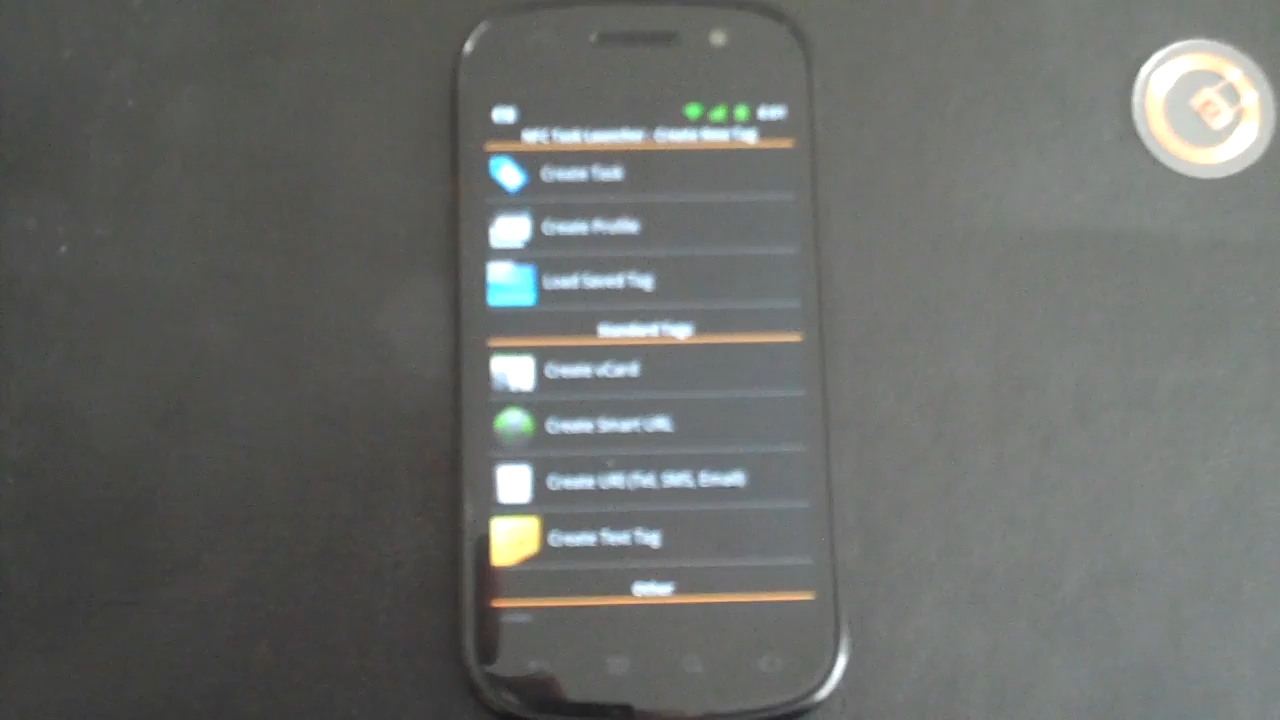 NFC Task Launcher - Create New Tag
Create Task
Create Profile
Load Saved Tag
Standard Tags
Create vCard
Create Smart URL
Create URI (Tel, SMS, Email)
Create Text Tag
Other